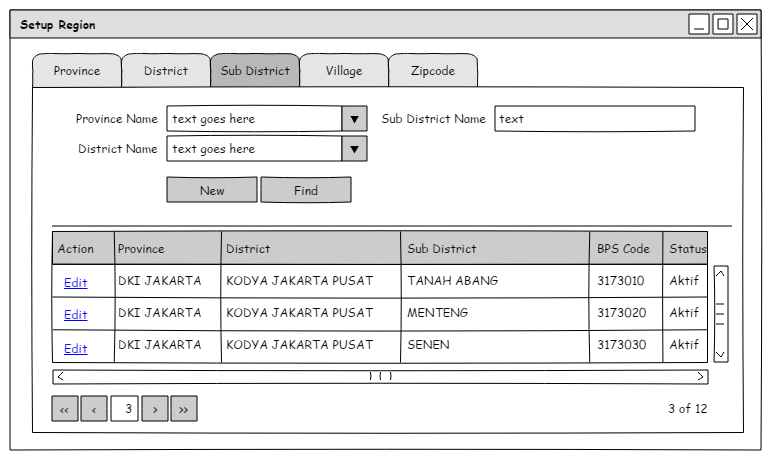 Setup Region
Province District Sub District Village Zipcode
Province Name text goes here Sub District Name text
District Name text goes here
New Find
Action Province District Sub District BPS Code Status
Edit DKI JAKARTA KODYA JAKARTA PUSAT TANAH ABANG 3173010 Aktif
Edit DKI JAKARTA KODYA JAKARTA PUSAT MENTENG 3173020 Aktif
Edit DKI JAKARTA KODYA JAKARTA PUSAT SENEN 3173030 Aktif
<< < 3 > >> 3 of 12